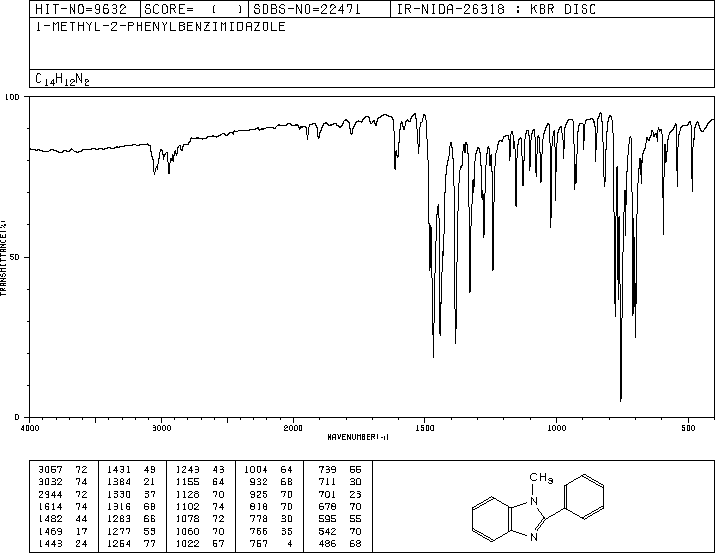 HIT-NO=9632 SCORE= ( ) SDBS-NO=22471 IR-NIDA-26318 : KBR DISC
1-METHYL-2-PHENYLBENZIMIDAZOLE
C14H12N2
100
50
0
TRANSMITTANCE(%)
4000 3000 2000 1500 1000 500
WAVENUMBER(-1)
3067 72 1431 49 1249 43 1004 64 739 55
3032 74 1384 21 1155 64 932 68 711 30
2944 72 1330 37 1128 70 925 70 701 23
1614 74 1316 68 1102 74 818 70 678 70
1482 44 1283 66 1078 72 778 30 595 55
1469 17 1277 53 1060 70 766 35 542 70
1443 24 1254 77 1022 57 757 4 486 68
CH3
N
N